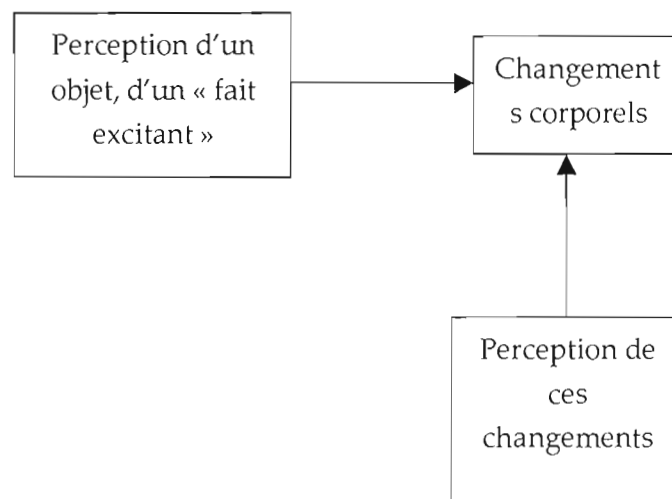 Perception d'un
objet, d'un « fait
excitant »
Changement
s corporels
Perception de
ces
changements